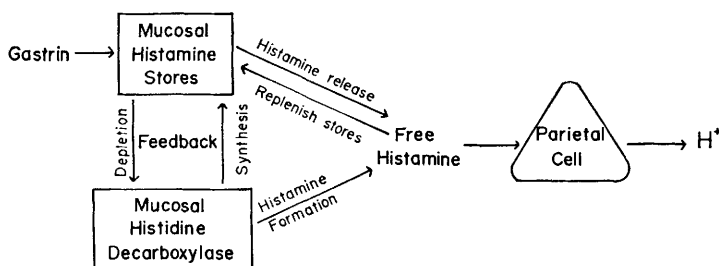 Gastrin
Mucosal
Histamine
Stores
Histamine release
Replenish stores
Depletion
Feedback
Synthesis
Free
Histamine
Parietal
Cell
H+
Mucosal
Histidine
Decarboxylase
Histamine
Formation